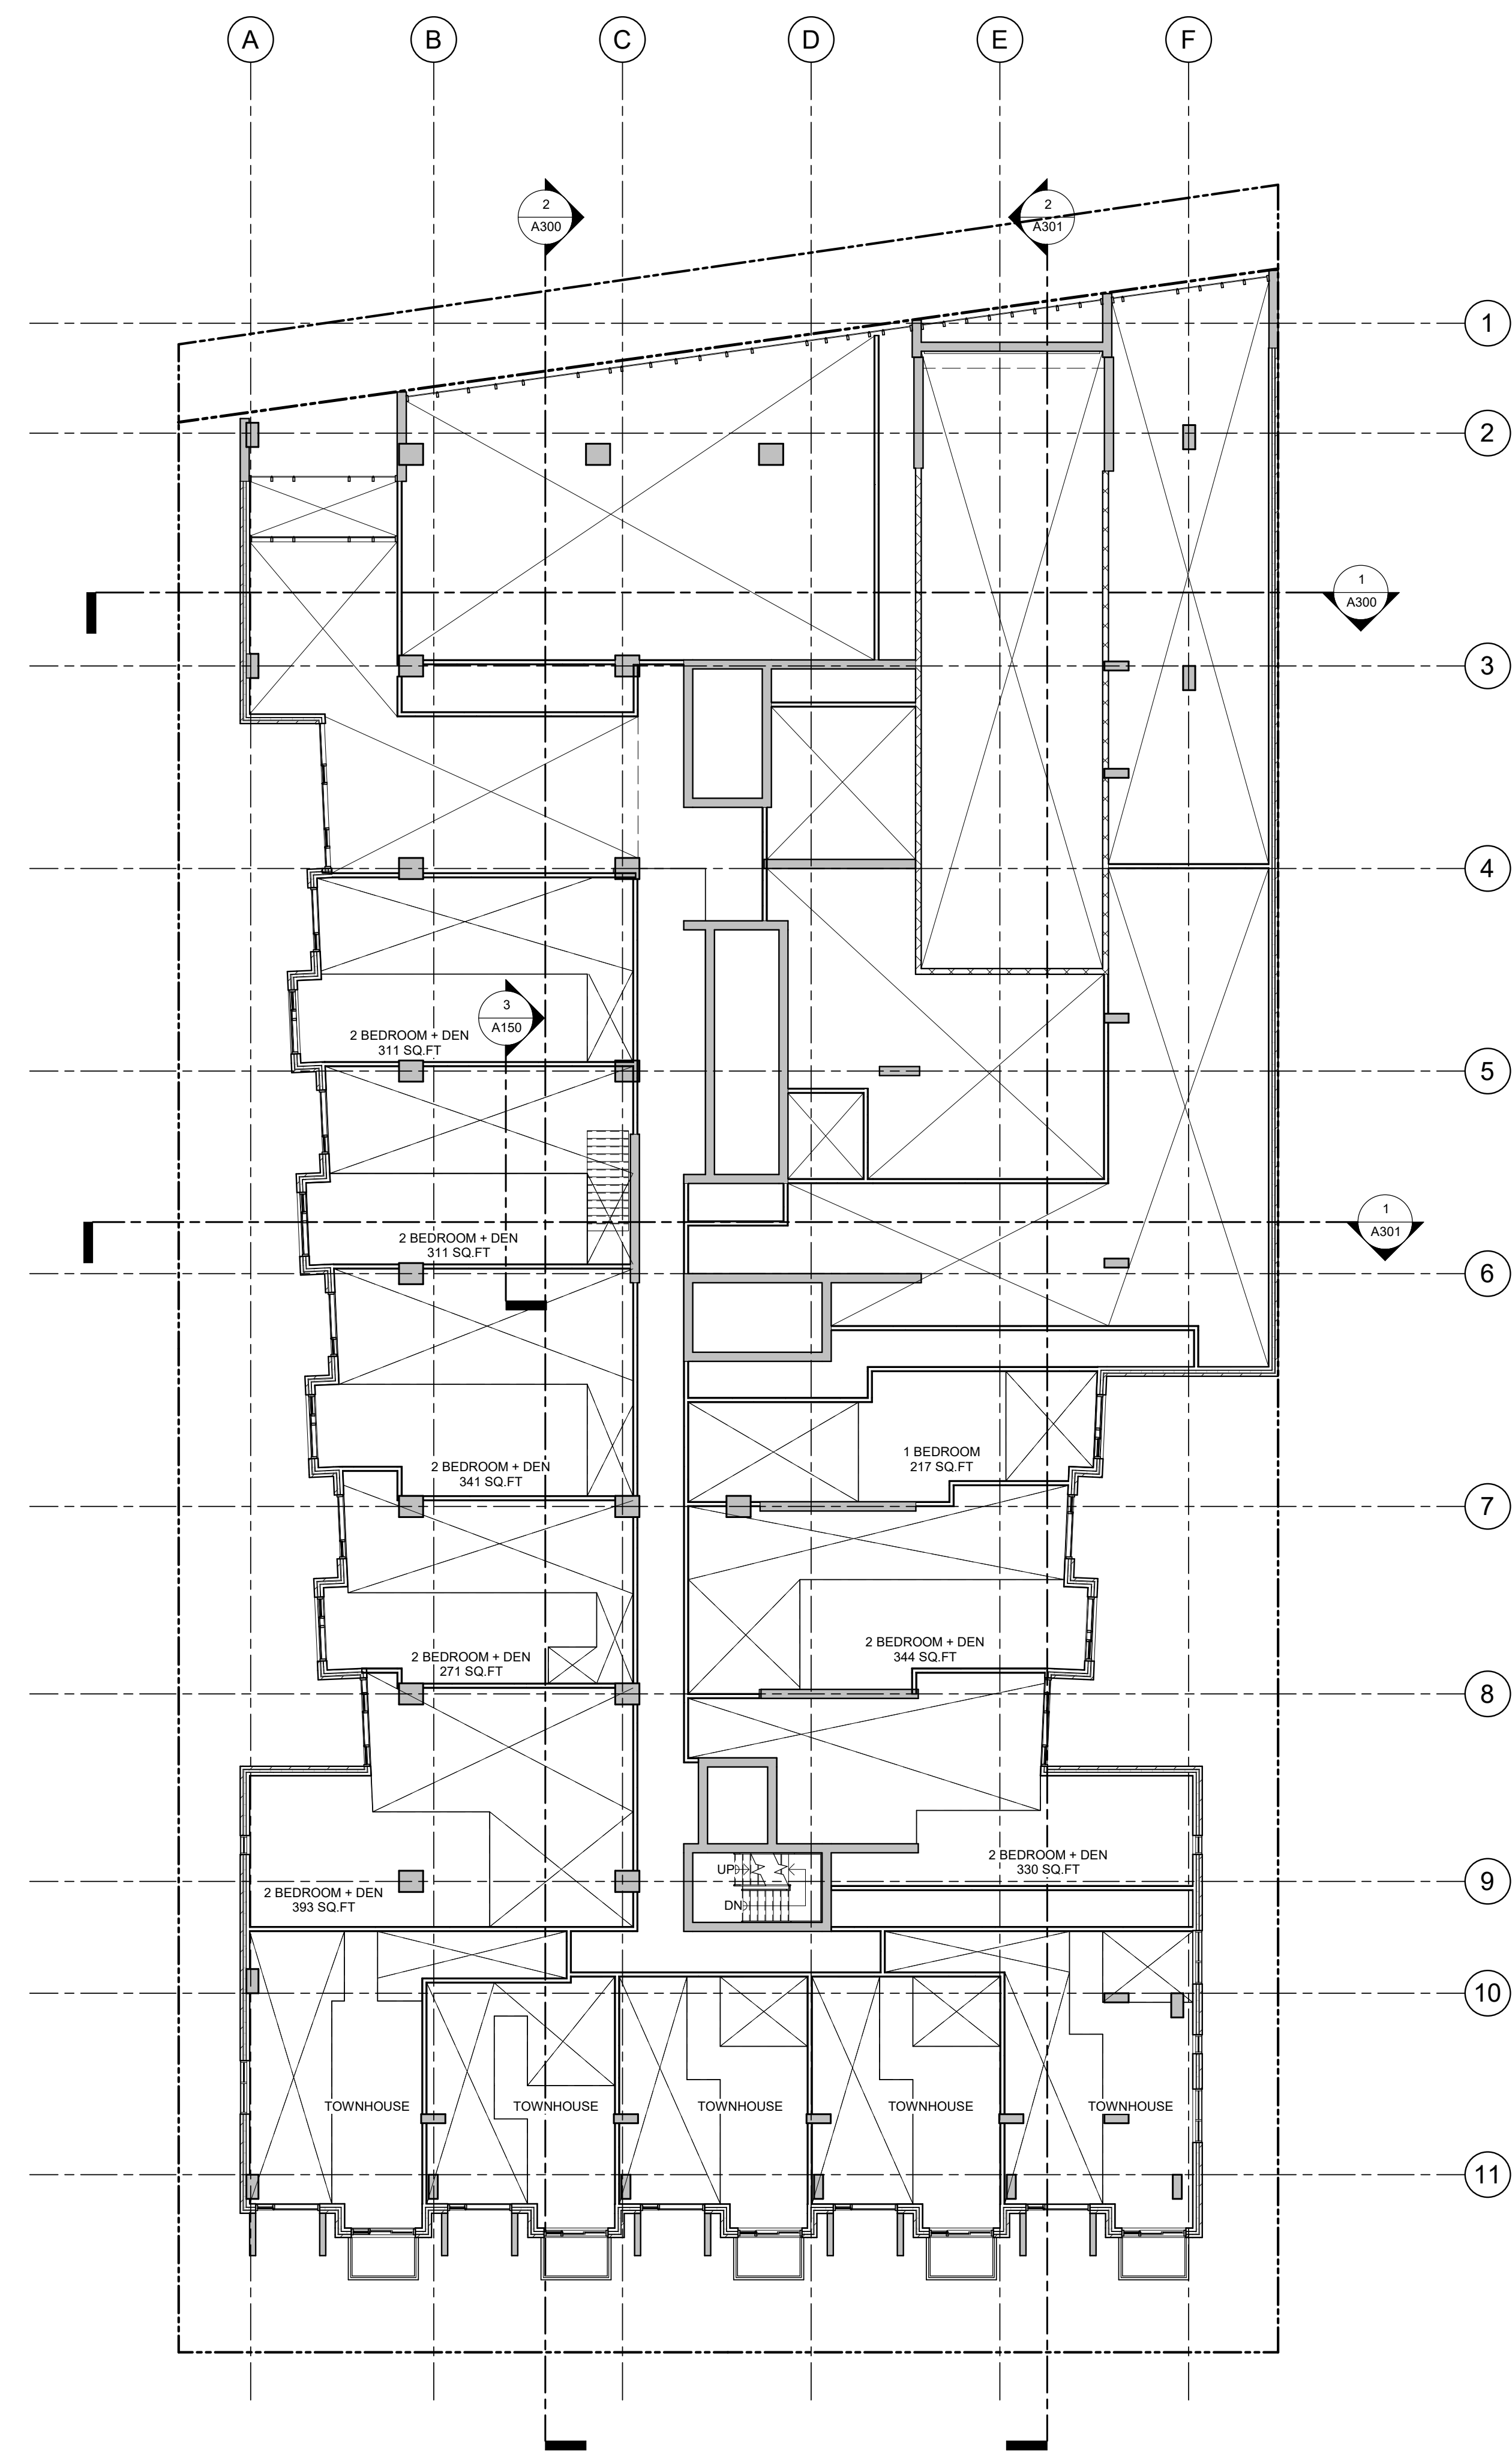 A
B
C
D
E
F
2
A300
2
A301
1
2
1
A300
3
4
3
A150
2 BEDROOM + DEN
311 SQ.FT
5
2 BEDROOM + DEN
311 SQ.FT
1
A301
6
2 BEDROOM + DEN
341 SQ.FT
1 BEDROOM
217 SQ.FT
7
2 BEDROOM + DEN
271 SQ.FT
2 BEDROOM + DEN
344 SQ.FT
8
2 BEDROOM + DEN
393 SQ.FT
UP
DN
2 BEDROOM + DEN
330 SQ.FT
9
10
TOWNHOUSE
TOWNHOUSE
TOWNHOUSE
TOWNHOUSE
TOWNHOUSE
11